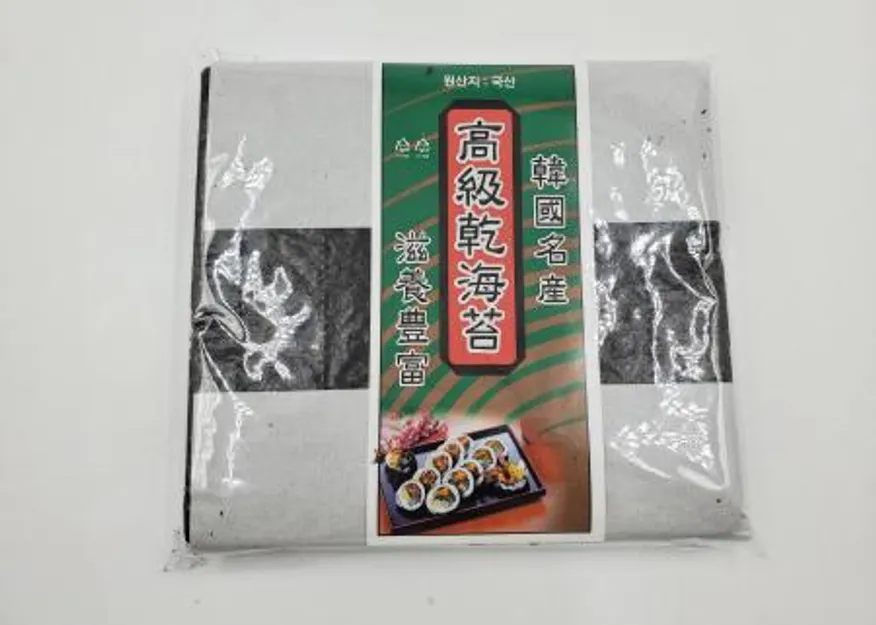 원산지:국산
韓國名産
高級乾海苔
滋養豊富